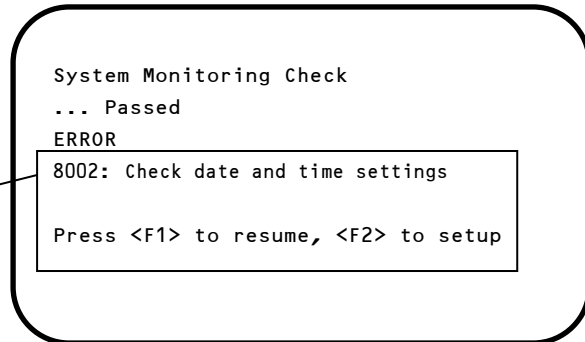 System Monitoring Check
... Passed
ERROR
8002: Check date and time settings
Press <F1> to resume, <F2> to setup